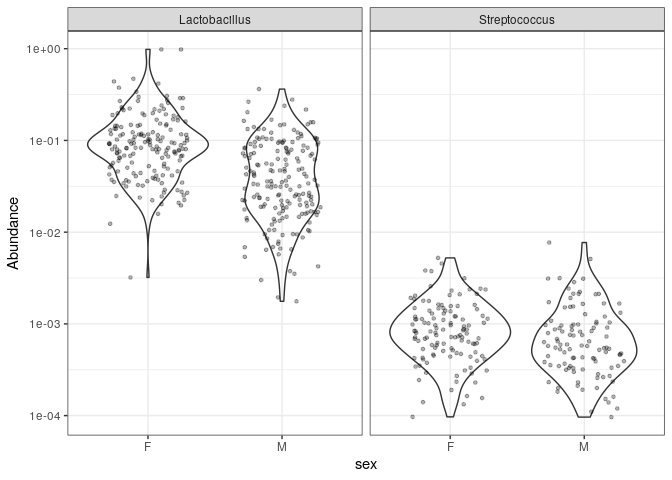 Lactobacillus
Streptococcus
Abundance
1e+00
1e-01
1e-02
1e-03
1e-04
F
M
F
M
sex